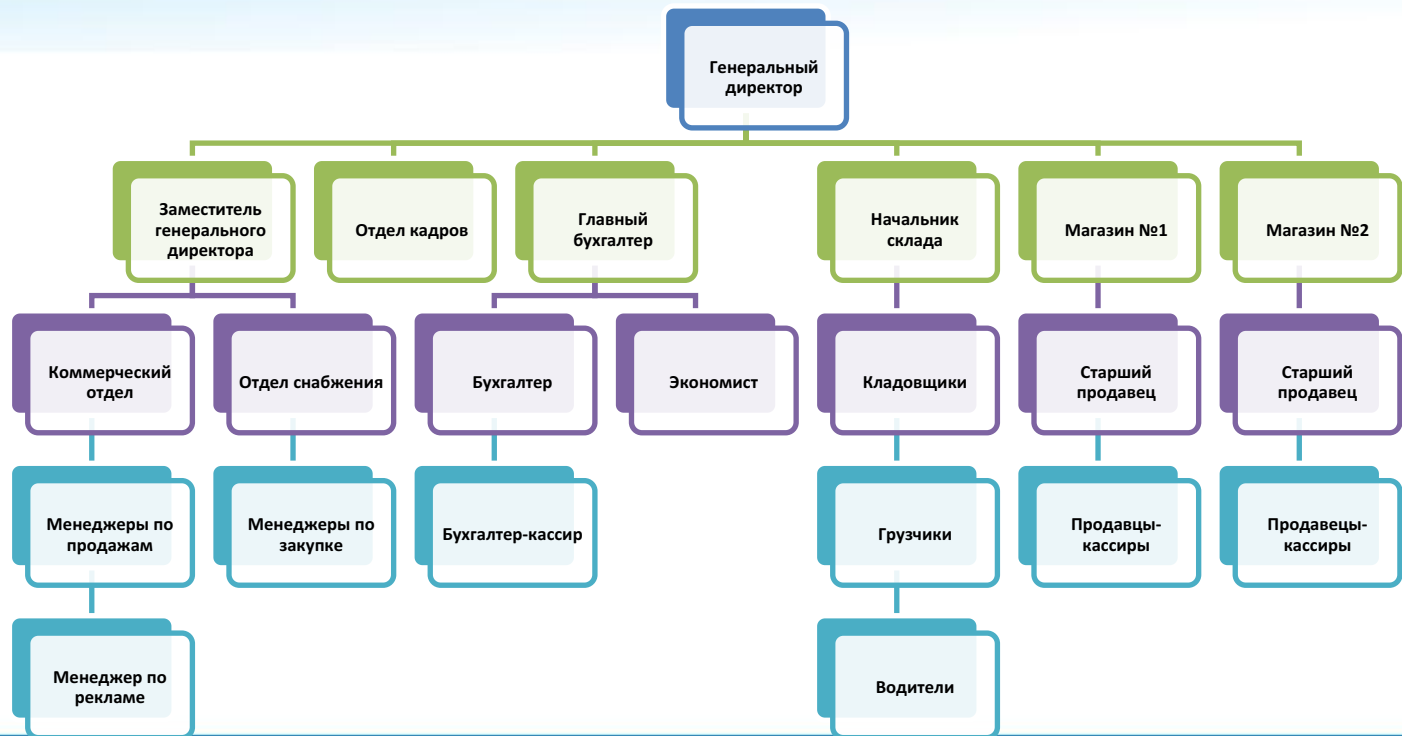 Генеральный
директор
Заместитель
генерального
директора
Отдел кадров
Главный
бухгалтер
Начальник
склада
Магазин №1
Магазин №2
Коммерческий
отдел
Отдел снабжения
Бухгалтер
Экономист
Кладовщики
Старший
продавец
Старший
продавец
Менеджеры по
продажам
Менеджеры по
закупке
Бухгалтер-кассир
Грузчики
Продавцы-
кассиры
Продавецы-
кассиры
Менеджер по
рекламе
Водители